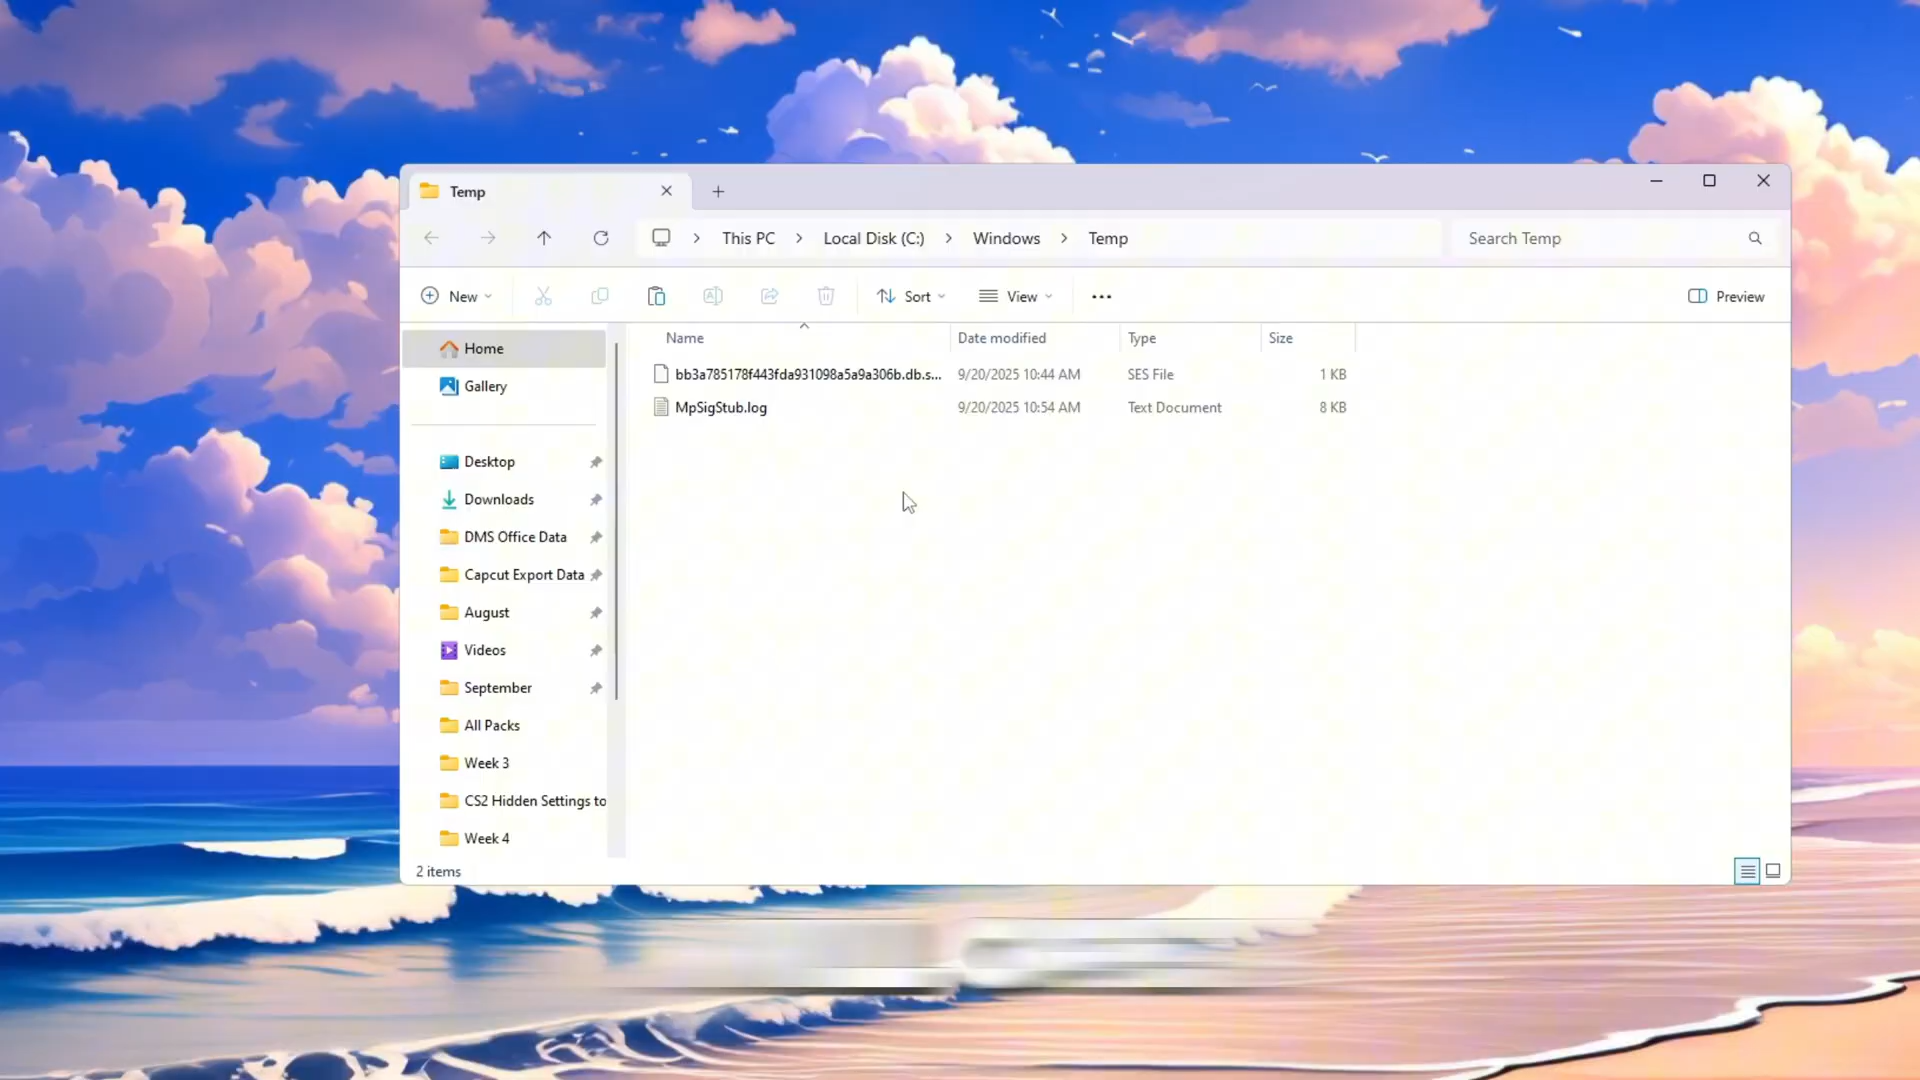 Temp
This PC
Local Disk (C:)
Windows
Temp
Search Temp
New
Sort
View
Preview
Name
Date modified
Type
Size
bb3a785178f443fda931098a5a9a306b.db.s...
9/20/2025 10:44 AM
SES File
1 KB
MpSigStub.log
9/20/2025 10:54 AM
Text Document
8 KB
Home
Gallery
Desktop
Downloads
DMS Office Data
Capcut Export Data
August
Videos
September
All Packs
Week 3
CS2 Hidden Settings to
Week 4
2 items